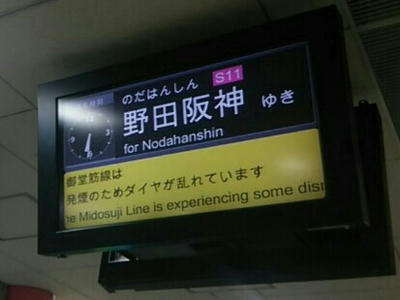 のだはんしん
S11
野田阪神 ゆき
for Nodahanshin
御堂筋線は
発煙のためダイヤが乱れています
he Midosuji Line is experiencing some disr